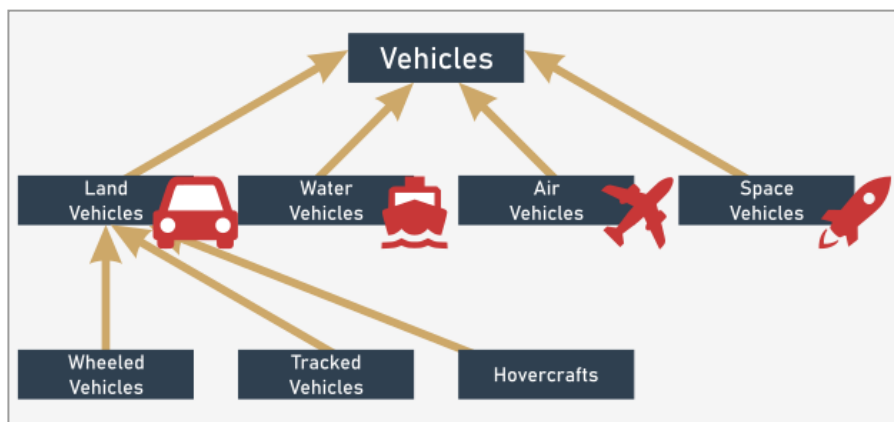 Vehicles
Land
Vehicles
Water
Vehicles
Air
Vehicles
Space
Vehicles
Wheeled
Vehicles
Tracked
Vehicles
Hovercrafts